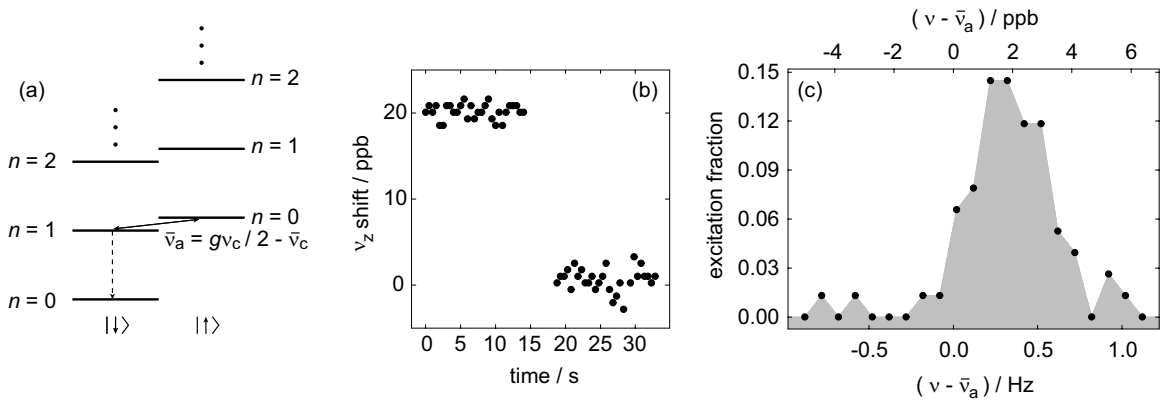 (a)
n = 2
n = 2
n = 1
n = 1
n = 0
ν̄a = gνc / 2 - ν̄c
n = 0
|↓⟩ |↑⟩
(b)
νz shift / ppb
20
10
0
0 5 10 15 20 25 30
time / s
( ν - ν̄a ) / ppb
-4 -2 0 2 4 6
(c)
excitation fraction
0.15
0.12
0.09
0.06
0.03
0.00
-0.5 0.0 0.5 1.0
( ν - ν̄a ) / Hz